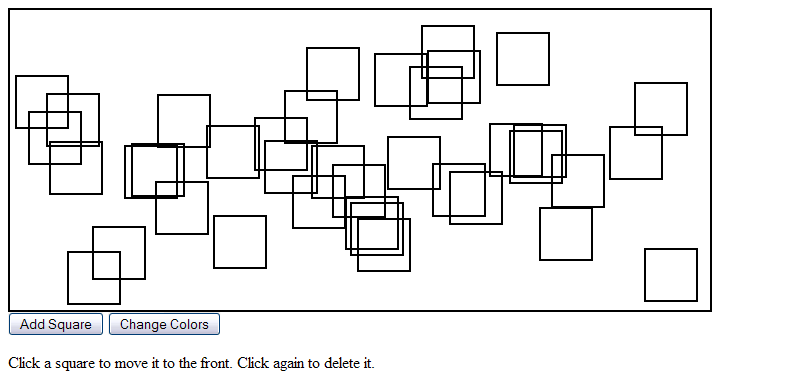 Add Square Change Colors
Click a square to move it to the front. Click again to delete it.